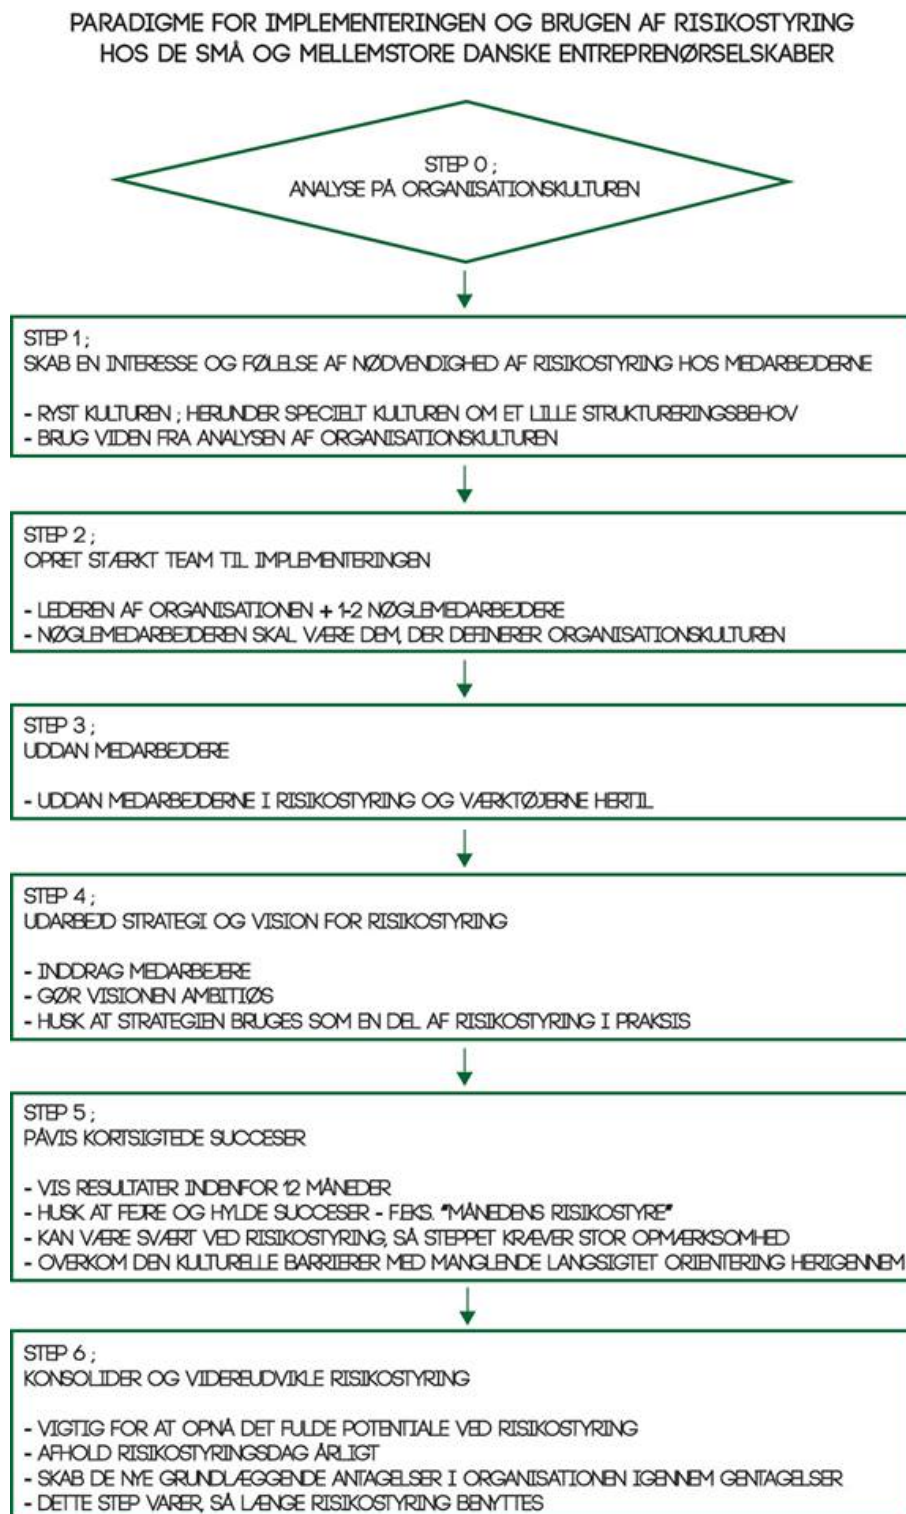 PARADIGME FOR IMPLEMENTERINGEN OG BRUGEN AF RISIKOSTYRING
HOS DE SMÅ OG MELLEMSTORE DANSKE ENTREPRENØRSELSKABER
STEP 0 ;
ANALYSE PÅ ORGANISATIONSKULTUREN
STEP 1 ;
SKAB EN INTERESSE OG FØLELSE AF NØDVENDIGHED AF RISIKOSTYRING HOS MEDARBEJDERNE
- RYST KULTUREN ; HERUNDER SPECIELT KULTUREN OM ET LILLE STRUKTURERINGSBEHOV
- BRUG VIDEN FRA ANALYSEN AF ORGANISATIONSKULTUREN
STEP 2 ;
OPRET STÆRKT TEAM TIL IMPLEMENTERINGEN
- LEDEREN AF ORGANISATIONEN + 1-2 NØGLEMEDARBEJDERE
- NØGLEMEDARBEJDEREN SKAL VÆRE DEM, DER DEFINERER ORGANISATIONSKULTUREN
STEP 3 ;
UDDAN MEDARBEJDERE
- UDDAN MEDARBEJDERNE I RISIKOSTYRING OG VÆRKTØJERNE HERTIL
STEP 4 ;
UDARBEJD STRATEGI OG VISION FOR RISIKOSTYRING
- INDDRAG MEDARBEJERE
- GØR VISIONEN AMBITIØS
- HUSK AT STRATEGIEN BRUGES SOM EN DEL AF RISIKOSTYRING I PRAKSIS
STEP 5 ;
PÅVIS KORTSIGTEDE SUCCESER
- VIS RESULTATER INDENFOR 12 MÅNEDER
- HUSK AT FEJRE OG HYLDE SUCCESER - F.EKS. "MÅNEDENS RISIKOSTYRE"
- KAN VÆRE SVÆRT VED RISIKOSTYRING, SÅ STEPPET KRÆVER STOR OPMÆRKSOMHED
- OVERKOM DEN KULTURELLE BARRIERER MED MANGLENDE LANGSIGTET ORIENTERING HERIGENNEM
STEP 6 ;
KONSOLIDER OG VIDEREUDVIKLE RISIKOSTYRING
- VIGTIG FOR AT OPNÅ DET FULDE POTENTIALE VED RISIKOSTYRING
- AFHOLD RISIKOSTYRINGSDAG ÅRLIGT
- SKAB DE NYE GRUNDLÆGGENDE ANTAGELSER I ORGANISATIONEN IGENNEM GENTAGELSER
- DETTE STEP VARER, SÅ LÆNGE RISIKOSTYRING BENYTTES